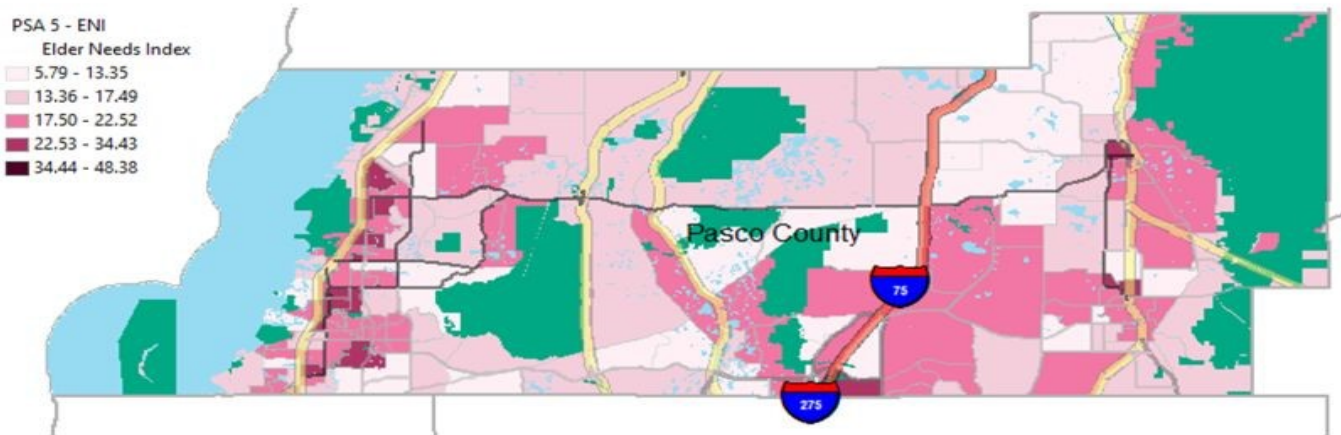 PSA 5 - ENI
Elder Needs Index
5.79 - 13.35
13.36 - 17.49
17.50 - 22.52
22.53 - 34.43
34.44 - 48.38
Pasco County
75
275